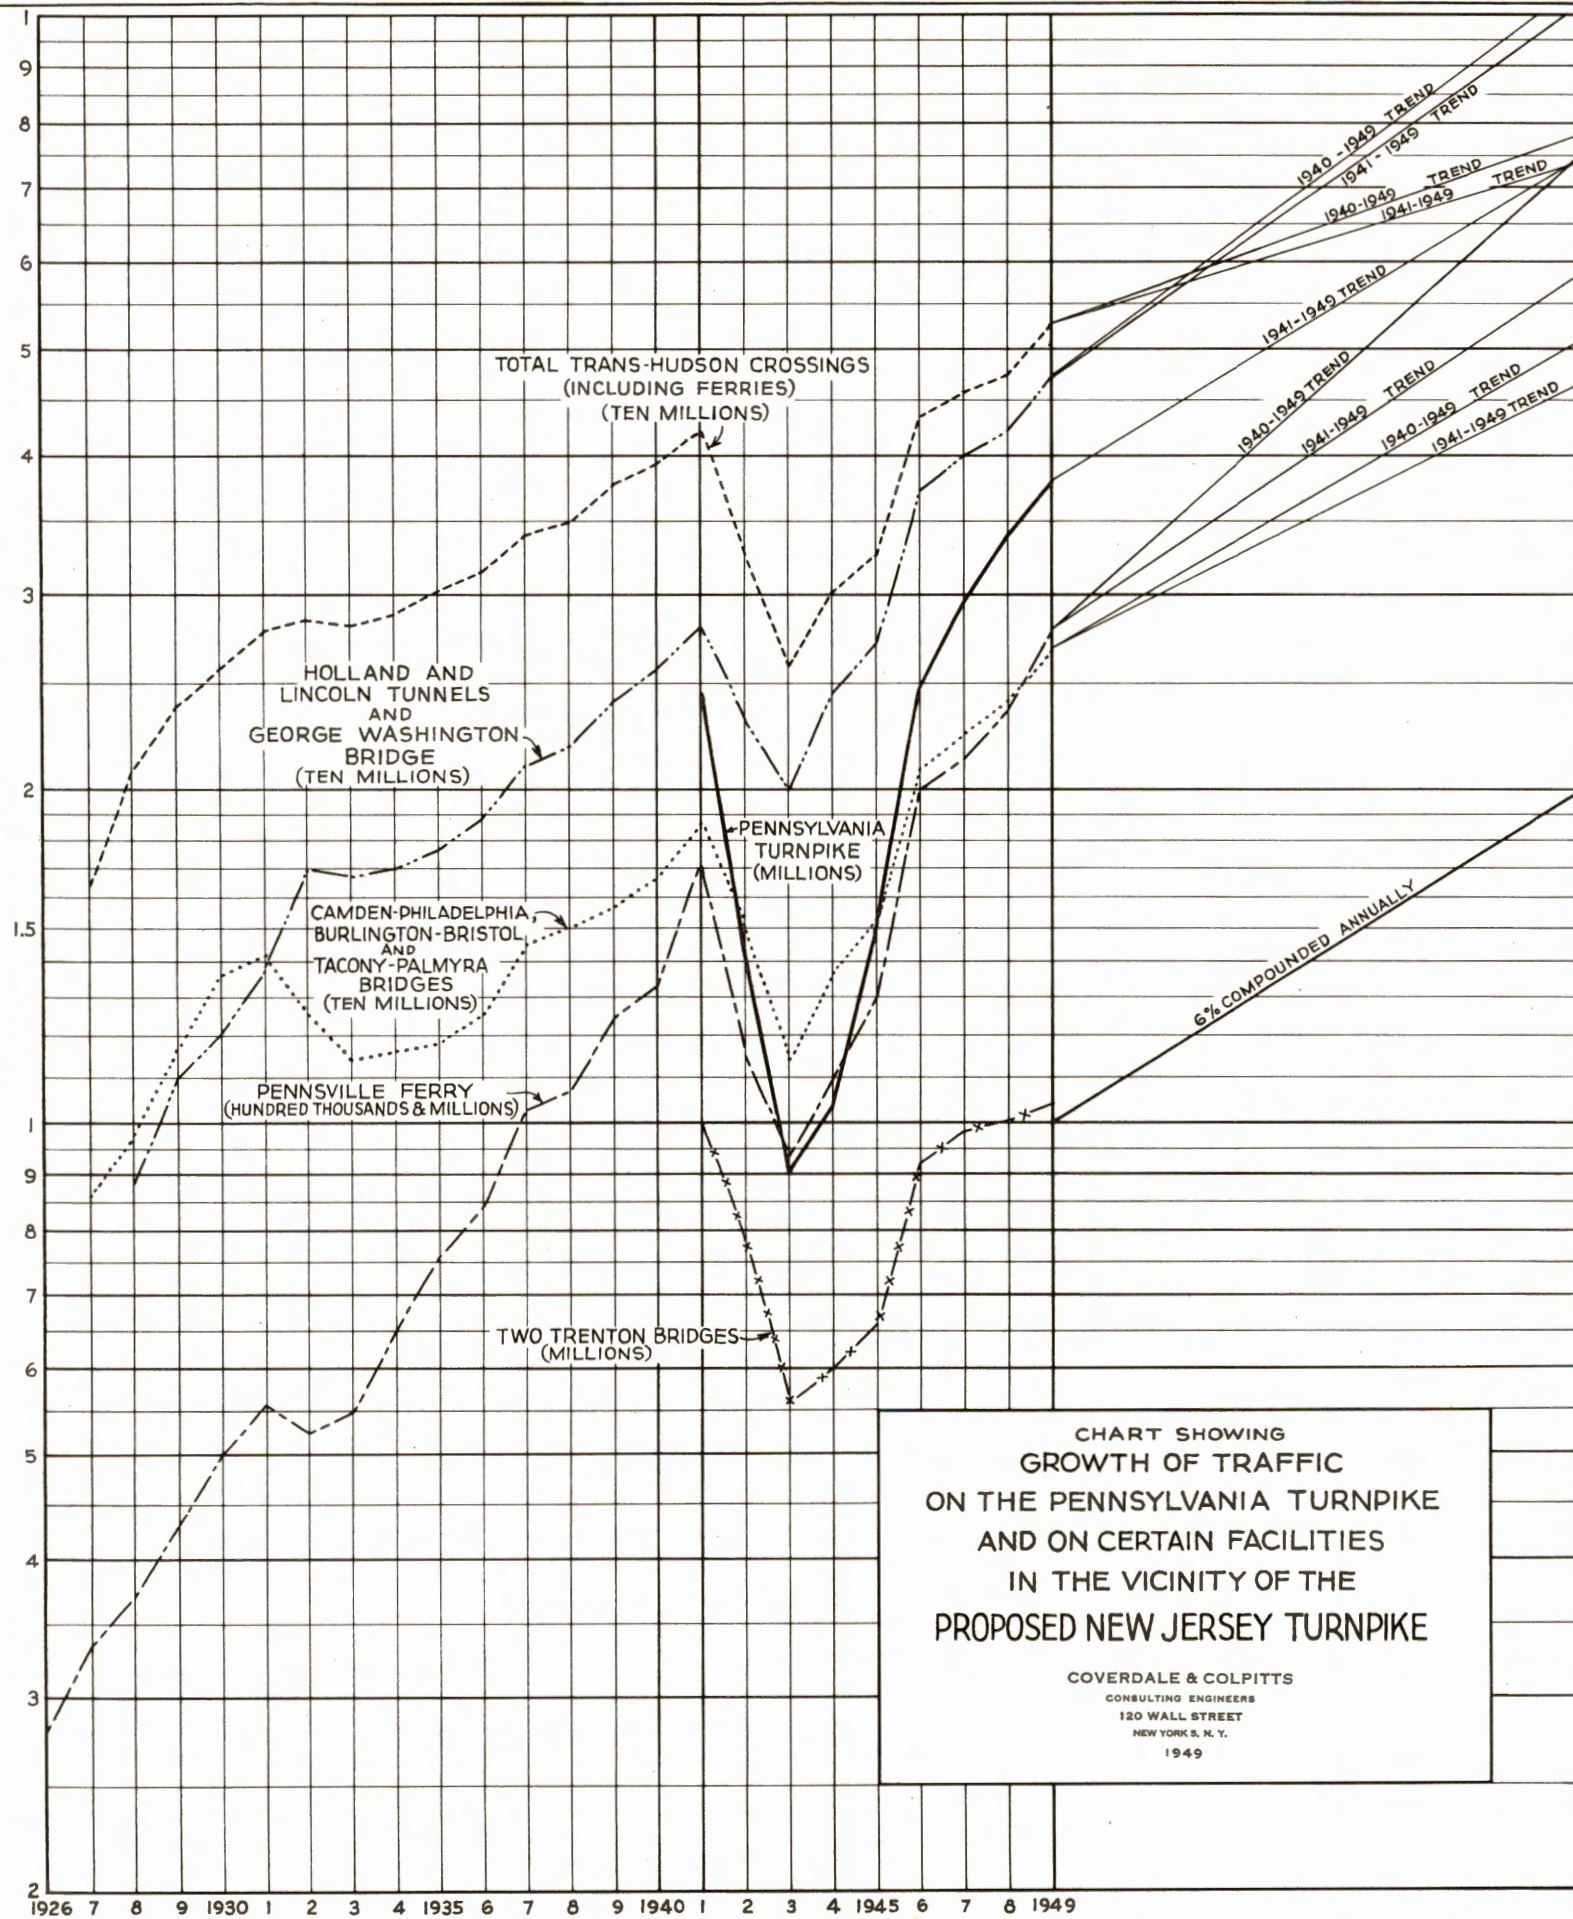 1
9
8
7
6
5
4
3
2
1.5
1
9
8
7
6
5
4
3
2
1940-1949 TREND
1941-1949 TREND
1940-1949 TREND
1941-1949 TREND
1941-1949 TREND
1940-1949 TREND
1941-1949 TREND
1940-1949 TREND
1941-1949 TREND
TOTAL TRANS-HUDSON CROSSINGS
(INCLUDING FERRIES)
(TEN MILLIONS)
HOLLAND AND
LINCOLN TUNNELS
AND
GEORGE WASHINGTON
BRIDGE
(TEN MILLIONS)
PENNSYLVANIA
TURNPIKE
(MILLIONS)
CAMDEN-PHILADELPHIA,
BURLINGTON-BRISTOL
AND
TACONY-PALMYRA
BRIDGES
(TEN MILLIONS)
6% COMPOUNDED ANNUALLY
PENNSVILLE FERRY
(HUNDRED THOUSANDS & MILLIONS)
TWO TRENTON BRIDGES
(MILLIONS)
CHART SHOWING
GROWTH OF TRAFFIC
ON THE PENNSYLVANIA TURNPIKE
AND ON CERTAIN FACILITIES
IN THE VICINITY OF THE
PROPOSED NEW JERSEY TURNPIKE
COVERDALE & COLPITTS
CONSULTING ENGINEERS
120 WALL STREET
NEW YORK 5, N. Y.
1949
1926 7 8 9 1930 1 2 3 4 1935 6 7 8 9 1940 1 2 3 4 1945 6 7 8 1949